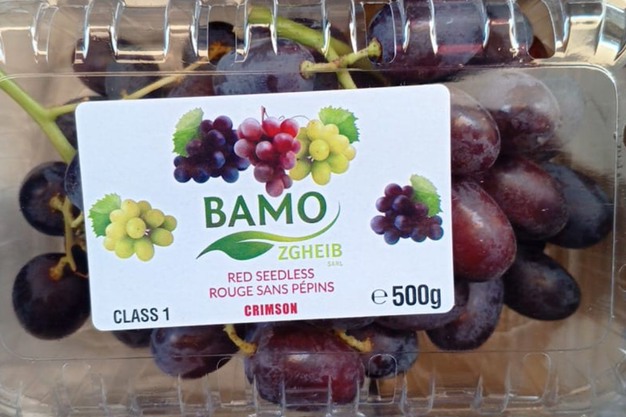 BAMO
ZGHEIB
SARL
RED SEEDLESS
ROUGE SANS PÉPINS
CRIMSON
CLASS 1
℮ 500g